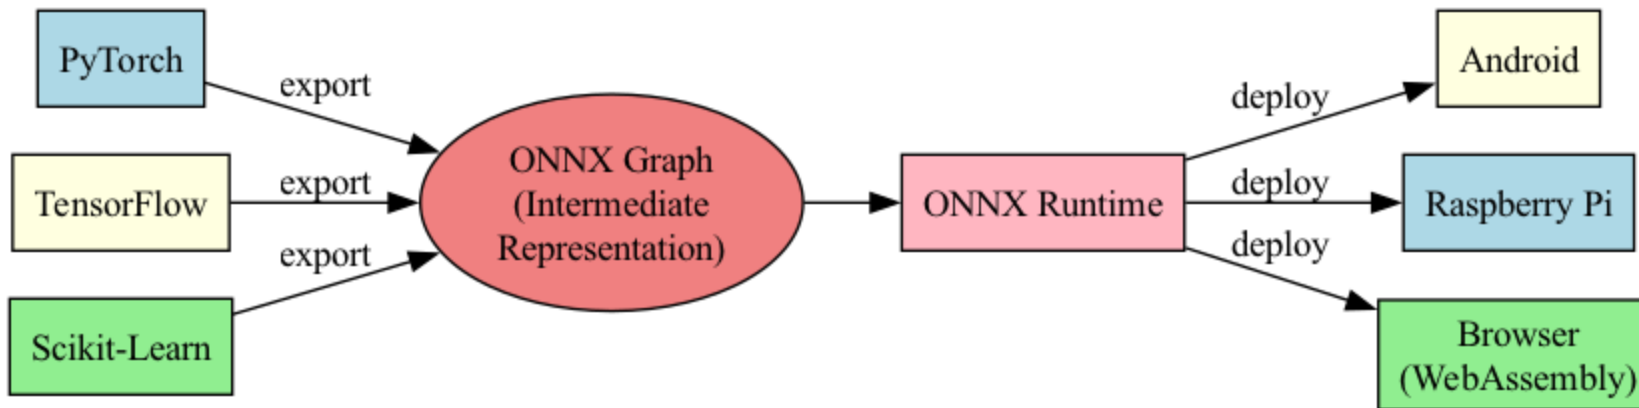 PyTorch
export
TensorFlow
export
Scikit-Learn
export
ONNX Graph
(Intermediate
Representation)
ONNX Runtime
deploy
Android
deploy
Raspberry Pi
deploy
Browser
(WebAssembly)